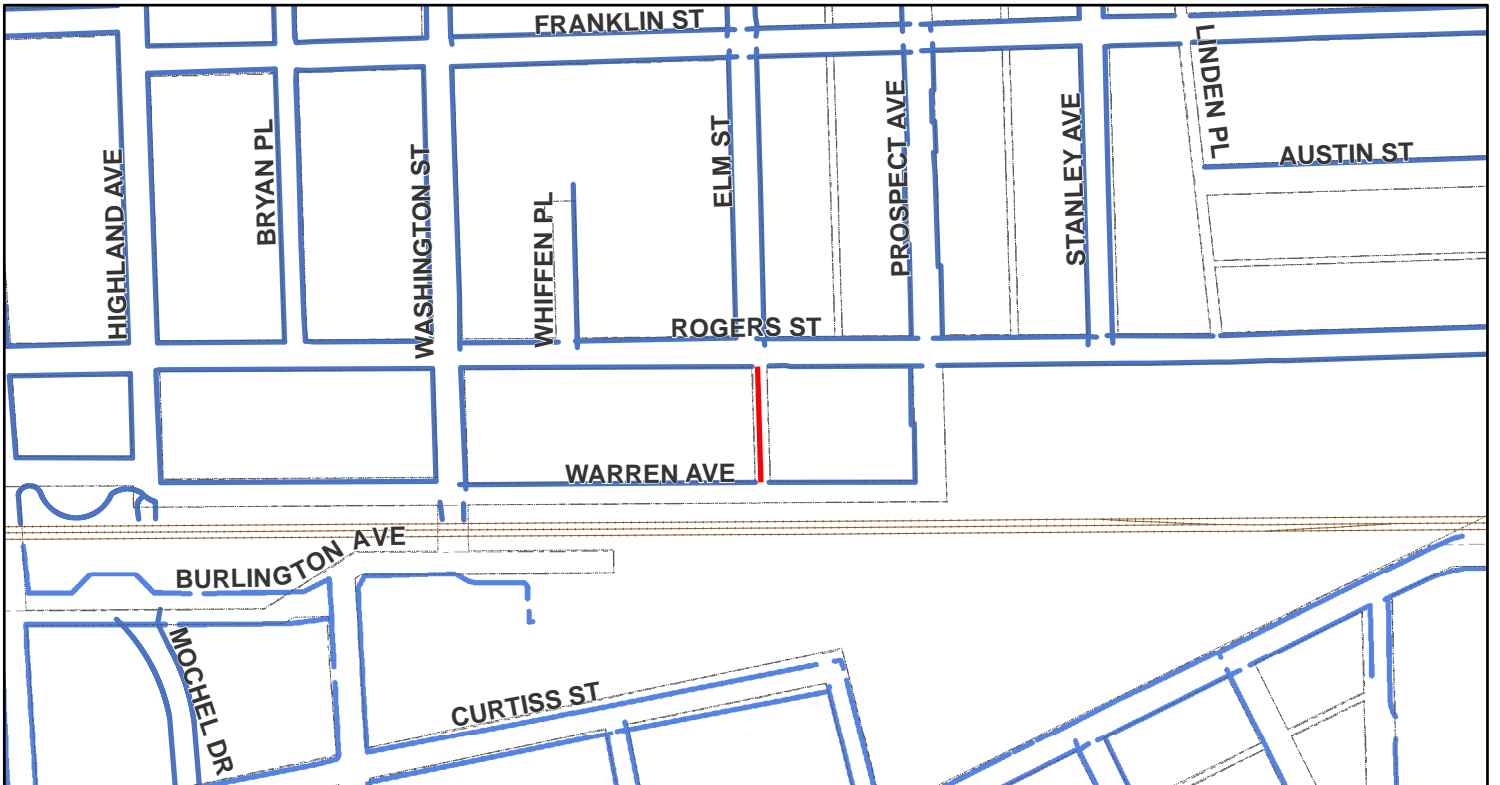 FRANKLIN ST
LINDEN PL
HIGHLAND AVE
BRYAN PL
WASHINGTON ST
WHIFFEN PL
ELM ST
PROSPECT AVE
STANLEY AVE
AUSTIN ST
ROGERS ST
WARREN AVE
BURLINGTON AVE
MOCHEL DR
CURTISS ST